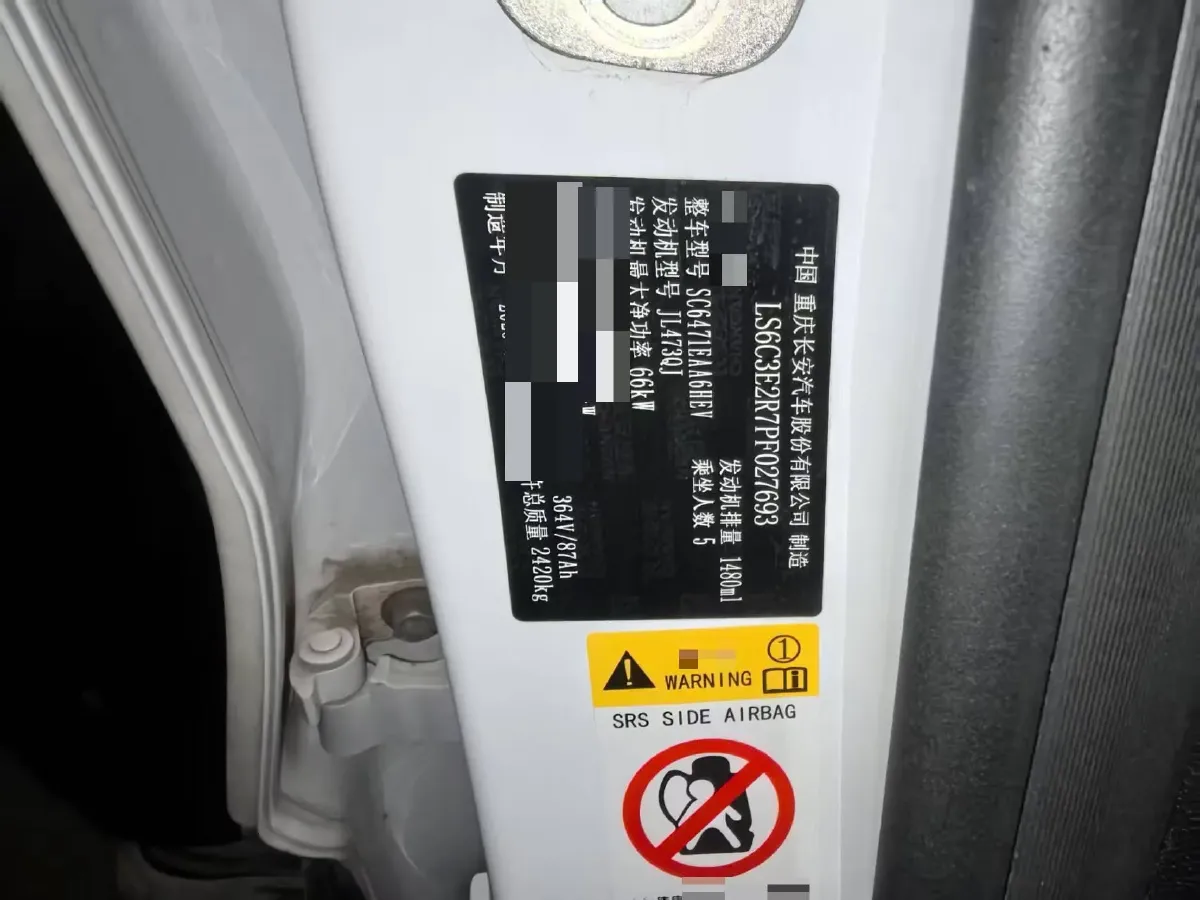 中国 重庆长安汽车股份有限公司 制造
LS6C3E2R7PF027693
整车型号 SC6471EAA6HEV
发动机排量 1480ml
发动机型号 JL473QJ
乘坐人数 5
发动机最大净功率 66kW
364V/87Ah
总质量 2420kg
制造年月
WARNING
①
SRS SIDE AIRBAG